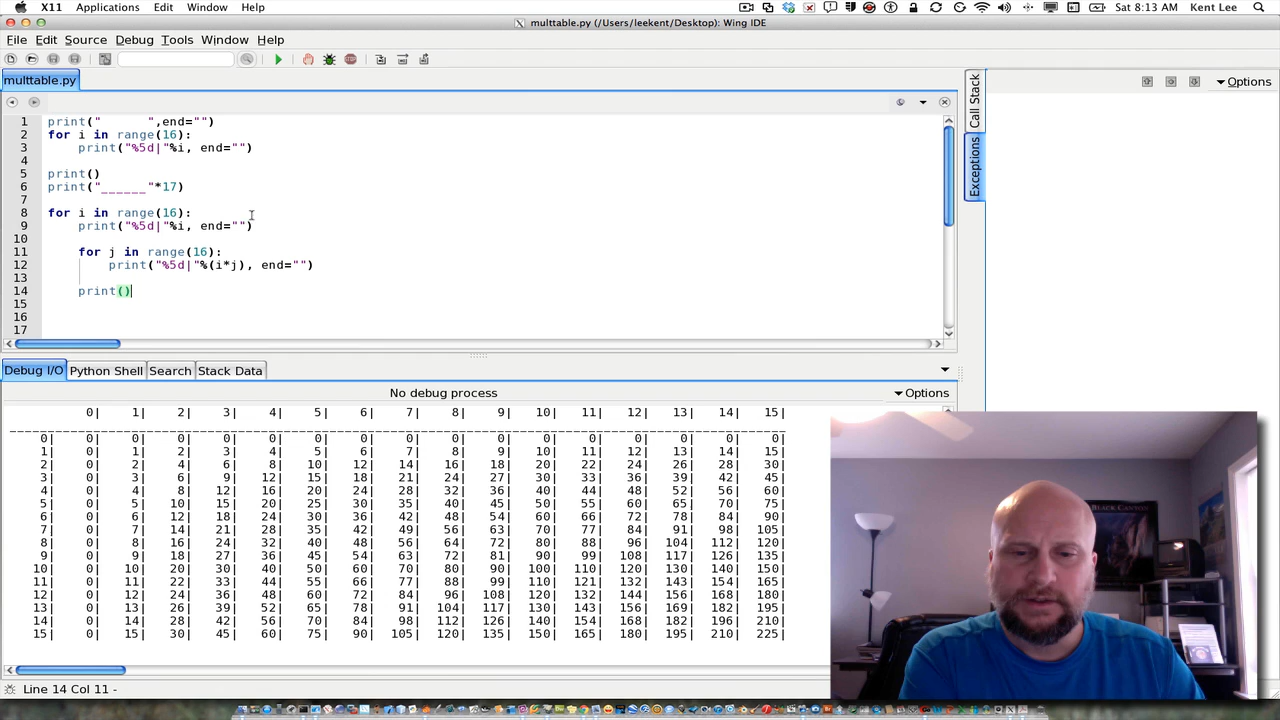 X11 Applications Edit Window Help Sat 8:13 AM Kent Lee
multtable.py (/Users/leekent/Desktop): Wing IDE
File Edit Source Debug Tools Window Help
multtable.py
Options
1 print("      ",end="")
2 for i in range(16):
3     print("%5d|"%i, end="")
4
5 print()
6 print("______"*17)
7
8 for i in range(16):
9     print("%5d|"%i, end="")
10
11     for j in range(16):
12         print("%5d|"%(i*j), end="")
13
14     print()
15
16
17
Call Stack
Exceptions
Debug I/O Python Shell Search Stack Data
No debug process
Options
0| 1| 2| 3| 4| 5| 6| 7| 8| 9| 10| 11| 12| 13| 14| 15|
0| 0| 0| 0| 0| 0| 0| 0| 0| 0| 0| 0| 0| 0| 0| 0| 0|
1| 0| 1| 2| 3| 4| 5| 6| 7| 8| 9| 10| 11| 12| 13| 14| 15|
2| 0| 2| 4| 6| 8| 10| 12| 14| 16| 18| 20| 22| 24| 26| 28| 30|
3| 0| 3| 6| 9| 12| 15| 18| 21| 24| 27| 30| 33| 36| 39| 42| 45|
4| 0| 4| 8| 12| 16| 20| 24| 28| 32| 36| 40| 44| 48| 52| 56| 60|
5| 0| 5| 10| 15| 20| 25| 30| 35| 40| 45| 50| 55| 60| 65| 70| 75|
6| 0| 6| 12| 18| 24| 30| 36| 42| 48| 54| 60| 66| 72| 78| 84| 90|
7| 0| 7| 14| 21| 28| 35| 42| 49| 56| 63| 70| 77| 84| 91| 98| 105|
8| 0| 8| 16| 24| 32| 40| 48| 56| 64| 72| 80| 88| 96| 104| 112| 120|
9| 0| 9| 18| 27| 36| 45| 54| 63| 72| 81| 90| 99| 108| 117| 126| 135|
10| 0| 10| 20| 30| 40| 50| 60| 70| 80| 90| 100| 110| 120| 130| 140| 150|
11| 0| 11| 22| 33| 44| 55| 66| 77| 88| 99| 110| 121| 132| 143| 154| 165|
12| 0| 12| 24| 36| 48| 60| 72| 84| 96| 108| 120| 132| 144| 156| 168| 180|
13| 0| 13| 26| 39| 52| 65| 78| 91| 104| 117| 130| 143| 156| 169| 182| 195|
14| 0| 14| 28| 42| 56| 70| 84| 98| 112| 126| 140| 154| 168| 182| 196| 210|
15| 0| 15| 30| 45| 60| 75| 90| 105| 120| 135| 150| 165| 180| 195| 210| 225|
BLACK CANYON
Line 14 Col 11 -